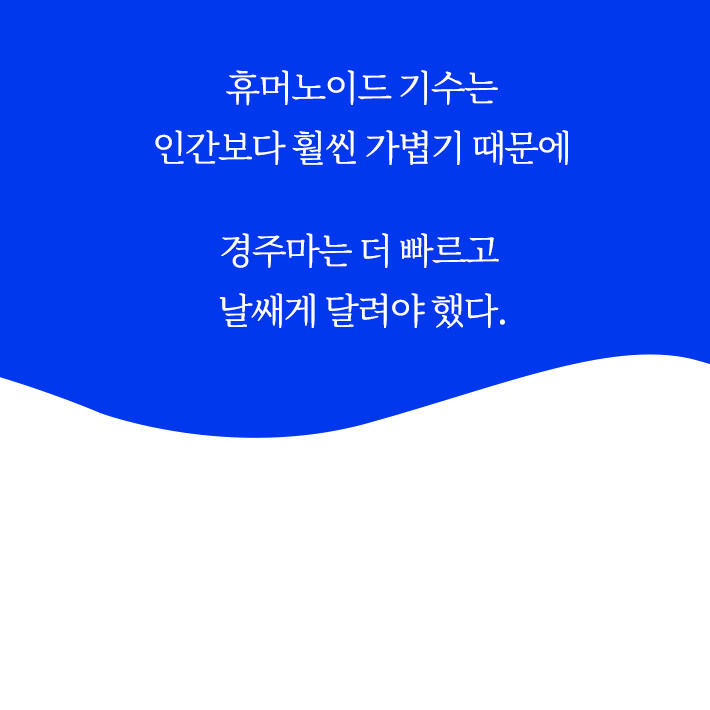 휴머노이드 기수는
인간보다 훨씬 가볍기 때문에
경주마는 더 빠르고
날쌔게 달려야 했다.